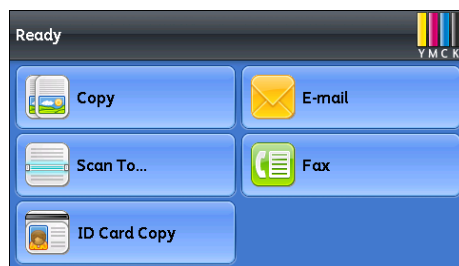 Ready
Y M C K
Copy
E-mail
Scan To...
Fax
ID Card Copy